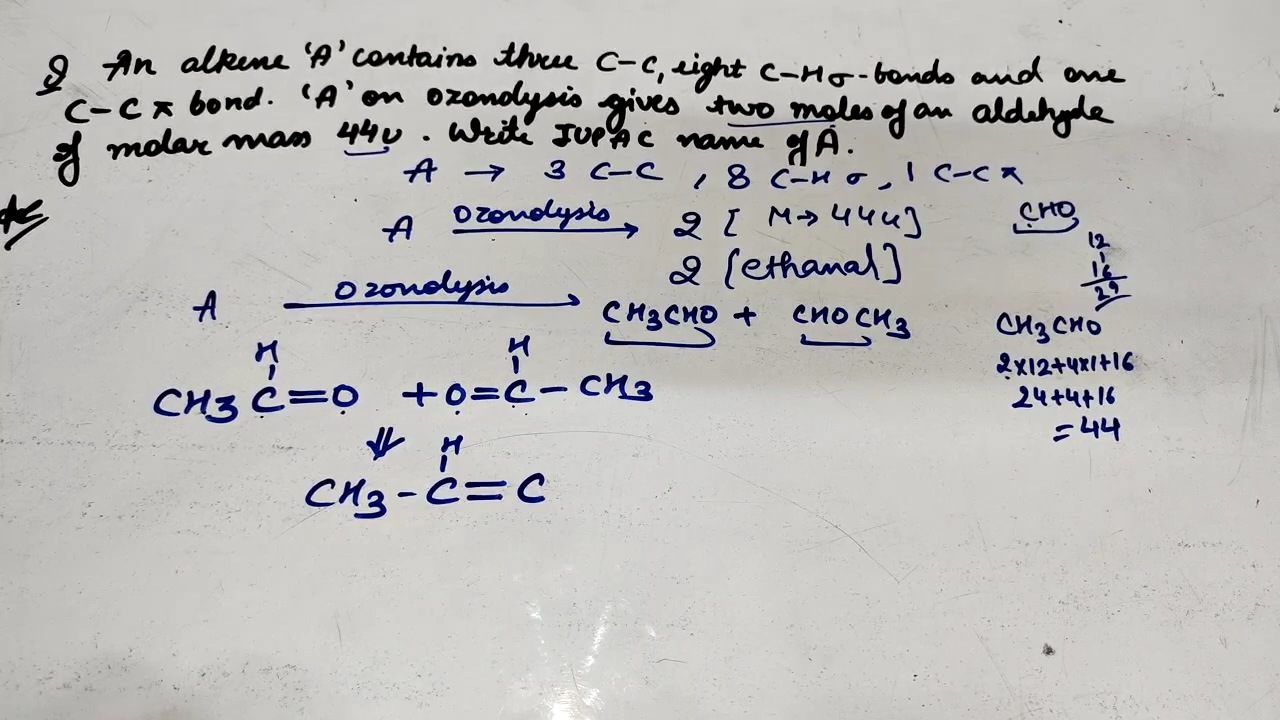 Q An alkene 'A' contains three C-C, eight C-H σ-bonds and one
C-C π bond. 'A' on ozonolysis gives two moles of an aldehyde
of molar mass 44u. Write IUPAC name of A.
A → 3 C-C, 8 C-H σ, 1 C-C π
A ozonolysis → 2 [M→44u]
2 [ethanal]
CHO
12
1
16
29
A ozonolysis → CH3CHO + CHOCH3
CH3CHO
2×12+4×1+16
24+4+16
=44
H H
CH3 C=O +O=C-CH3
⇓
H
CH3-C=C